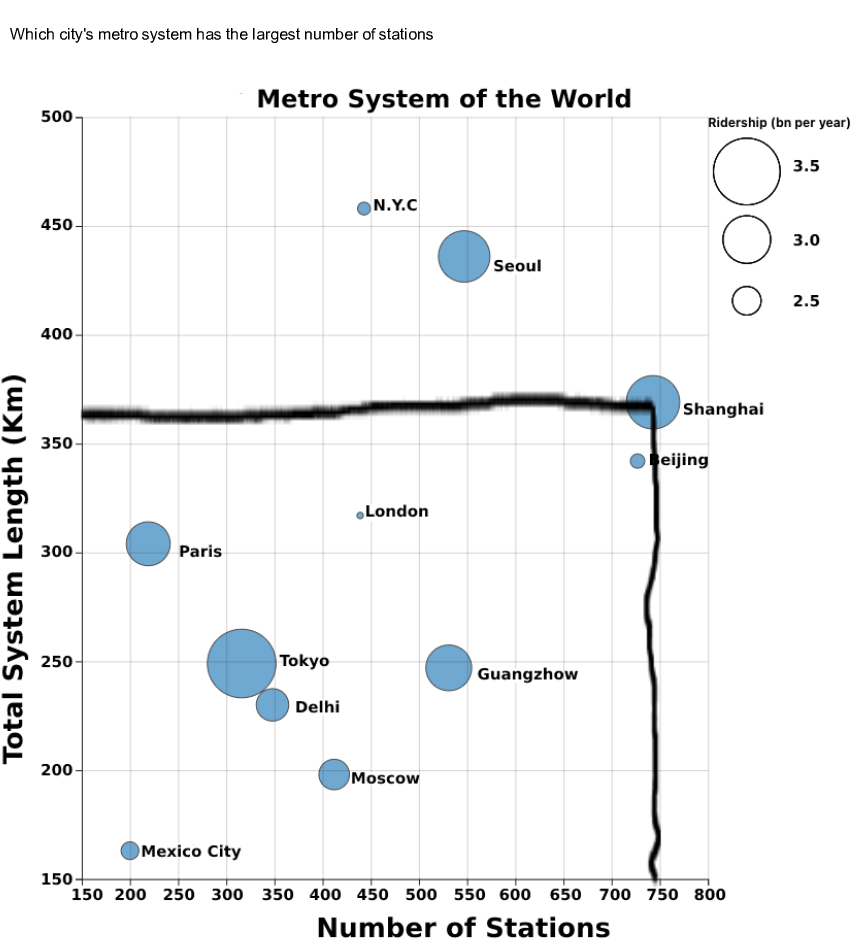 Which city's metro system has the largest number of stations
Metro System of the World
Ridership (bn per year)
3.5
3.0
2.5
Total System Length (Km)
500
450
400
350
300
250
200
150
N.Y.C
Seoul
Shanghai
Beijing
London
Paris
Tokyo
Guangzhow
Delhi
Moscow
Mexico City
150 200 250 300 350 400 450 500 550 600 650 700 750 800
Number of Stations